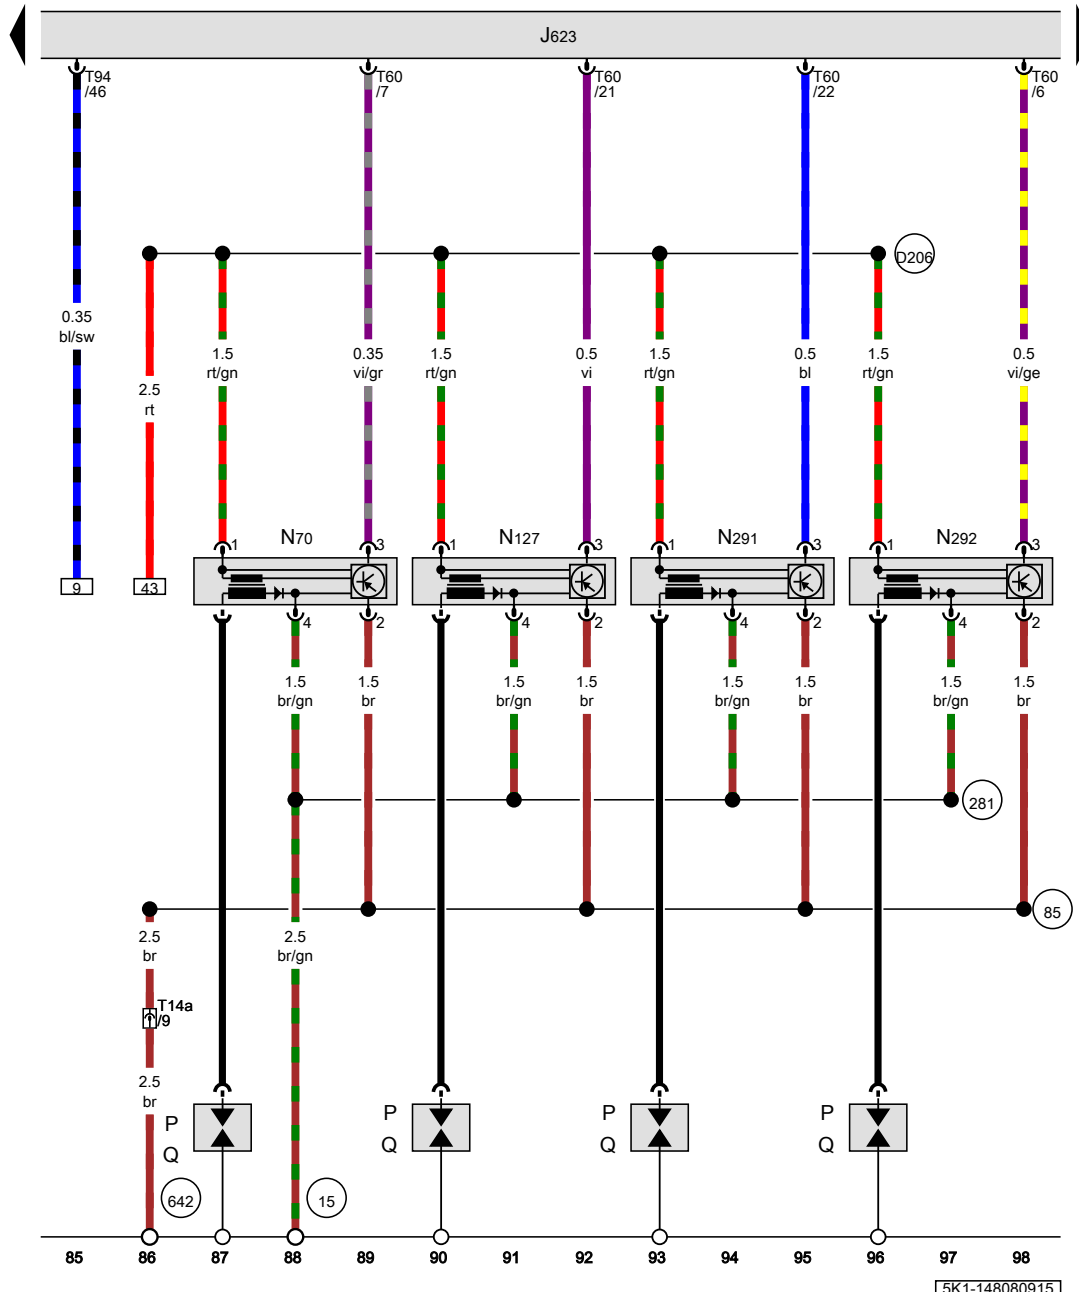 J623
T94 T60 T60 T60 T60
/46 /7 /21 /22 /6
D206
0.35
bl/sw
1.5 0.35 1.5 0.5 1.5 0.5 1.5 0.5
rt/gn vi/gr rt/gn vi rt/gn bl rt/gn vi/ge
2.5
rt
N70 N127 N291 N292
1 3 1 3 1 3 1 3
9 43
4 2 4 2 4 2 4 2
1.5 1.5 1.5 1.5 1.5 1.5 1.5 1.5
br/gn br br/gn br br/gn br br/gn br
281
85
2.5 2.5
br br/gn
T14a
/9
2.5
br
P P P P
Q Q Q Q
642 15
85 86 87 88 89 90 91 92 93 94 95 96 97 98
5K1-148080915